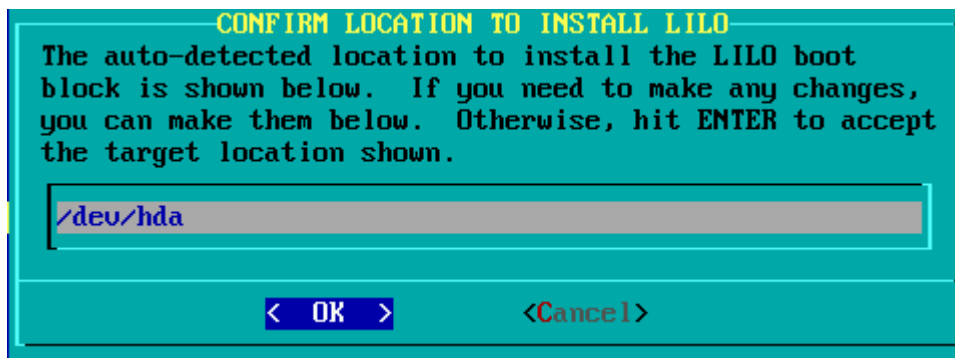 CONFIRM LOCATION TO INSTALL LILO
The auto-detected location to install the LILO boot
block is shown below.  If you need to make any changes,
you can make them below.  Otherwise, hit ENTER to accept
the target location shown.
/dev/hda
<  OK  > <Cancel>